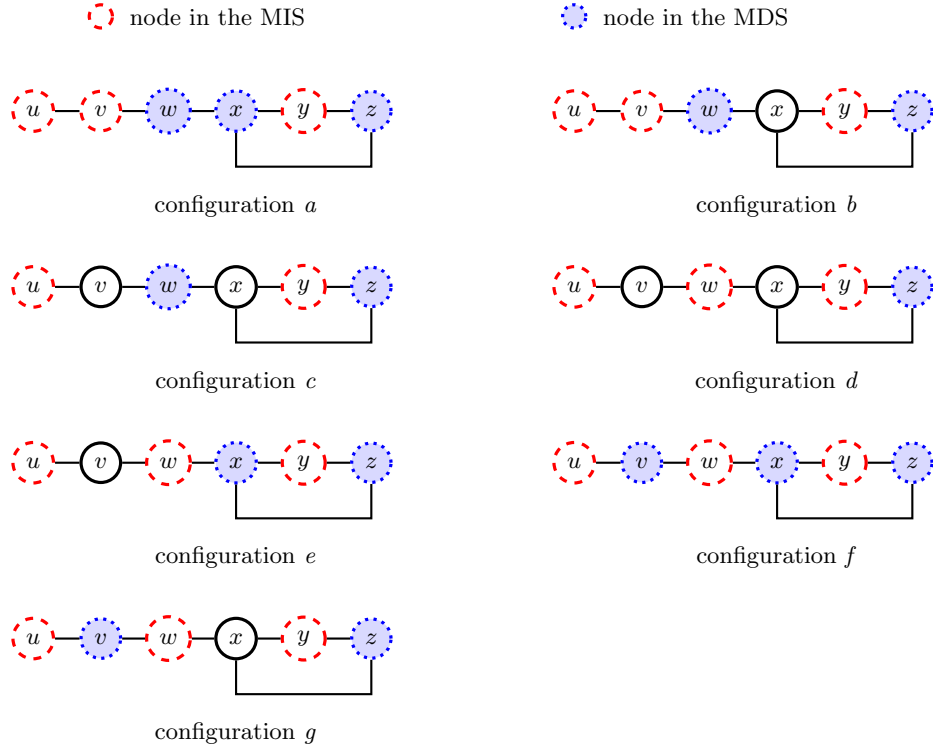 node in the MIS node in the MDS
u v w x y z u v w x y z
configuration a configuration b
u v w x y z u v w x y z
configuration c configuration d
u v w x y z u v w x y z
configuration e configuration f
u v w x y z
configuration g